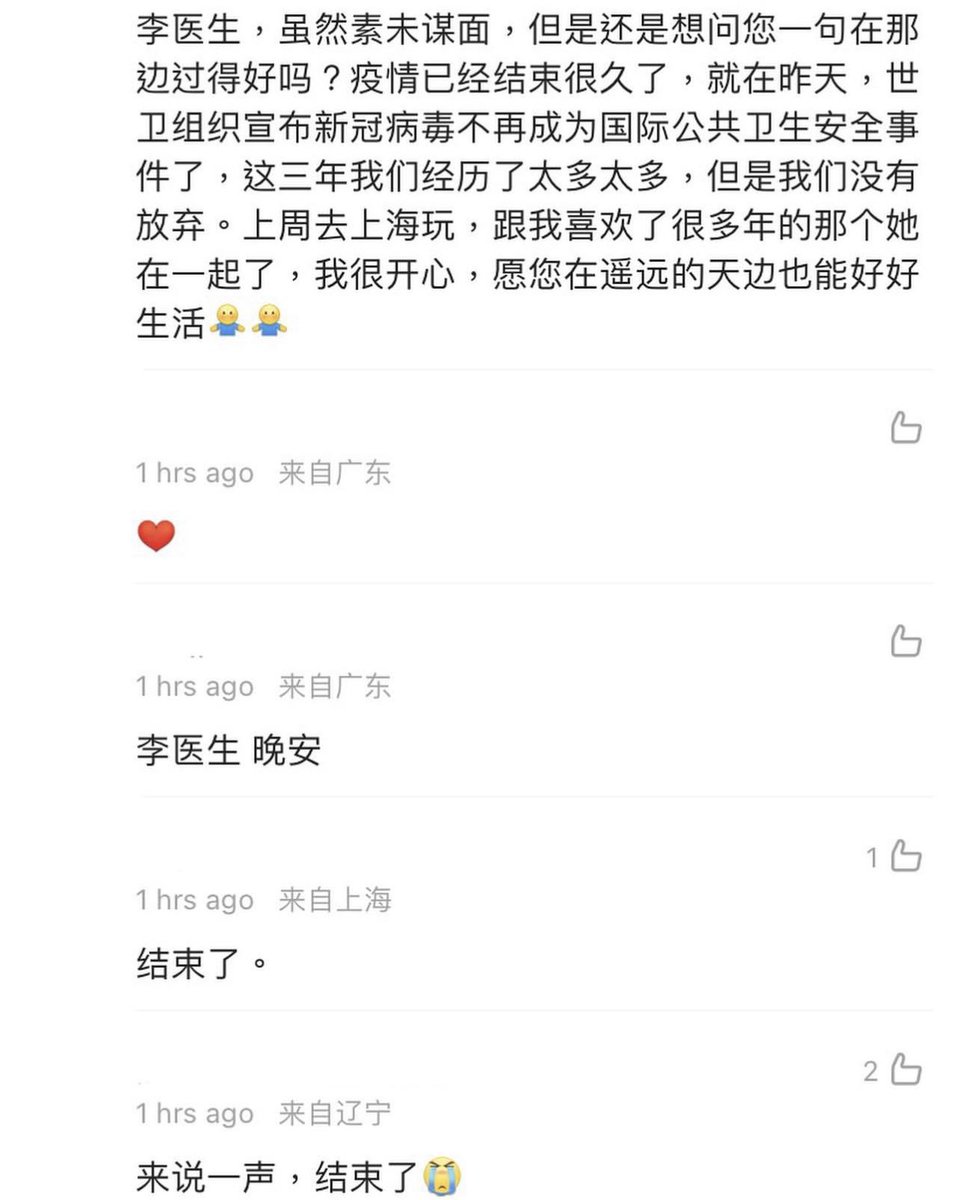 李医生，虽然素未谋面，但是还是想问您一句在那
边过得好吗？疫情已经结束很久了，就在昨天，世
卫组织宣布新冠病毒不再成为国际公共卫生安全事
件了，这三年我们经历了太多太多，但是我们没有
放弃。上周去上海玩，跟我喜欢了很多年的那个她
在一起了，我很开心，愿您在遥远的天边也能好好
生活
1 hrs ago 来自广东
1 hrs ago 来自广东
李医生 晚安
1
1 hrs ago 来自上海
结束了。
2
1 hrs ago 来自辽宁
来说一声，结束了